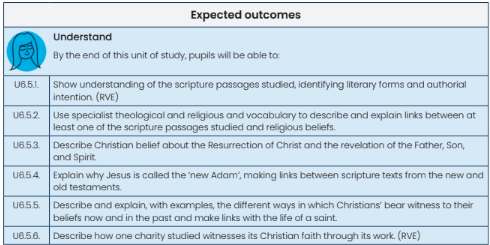 Expected outcomes
Understand
By the end of this unit of study, pupils will be able to:
U6.5.1. Show understanding of the scripture passages studied, identifying literary forms and authorial
intention. (RVE)
U6.5.2. Use specialist theological and religious and vocabulary to describe and explain links between at
least one of the scripture passages studied and religious beliefs.
U6.5.3. Describe Christian belief about the Resurrection of Christ and the revelation of the Father, Son,
and Spirit.
U6.5.4. Explain why Jesus is called the 'new Adam', making links between scripture texts from the new and
old testaments.
U6.5.5. Describe and explain, with examples, the different ways in which Christians' bear witness to their
beliefs now and in the past and make links with the life of a saint.
U6.5.6. Describe how one charity studied witnesses its Christian faith through its work. (RVE)